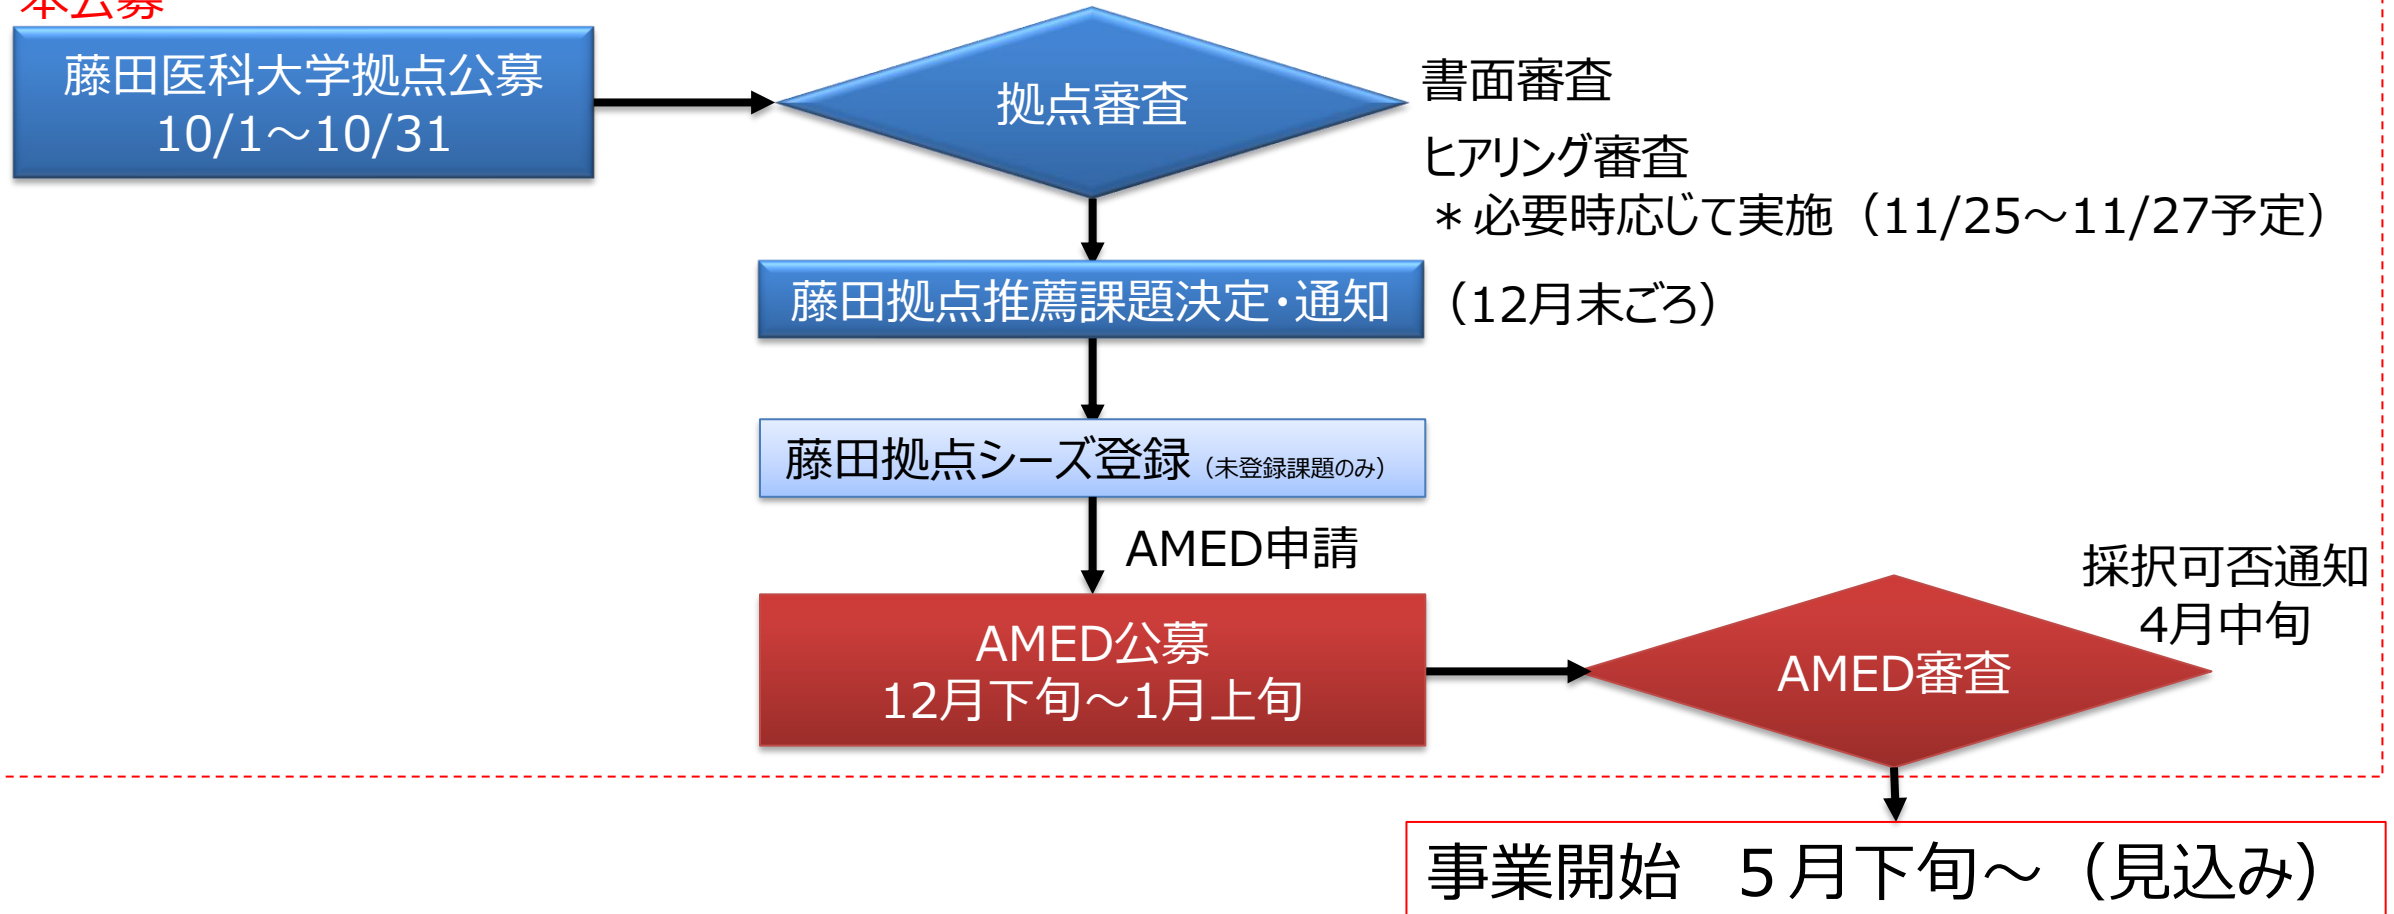 本公募
藤田医科大学拠点公募
10/1～10/31
拠点審査
書面審査
ヒアリング審査
＊必要時応じて実施（11/25～11/27予定）
藤田拠点推薦課題決定・通知
（12月末ごろ）
藤田拠点シーズ登録（未登録課題のみ）
AMED申請
AMED公募
12月下旬～1月上旬
AMED審査
採択可否通知
4月中旬
事業開始　５月下旬～（見込み）